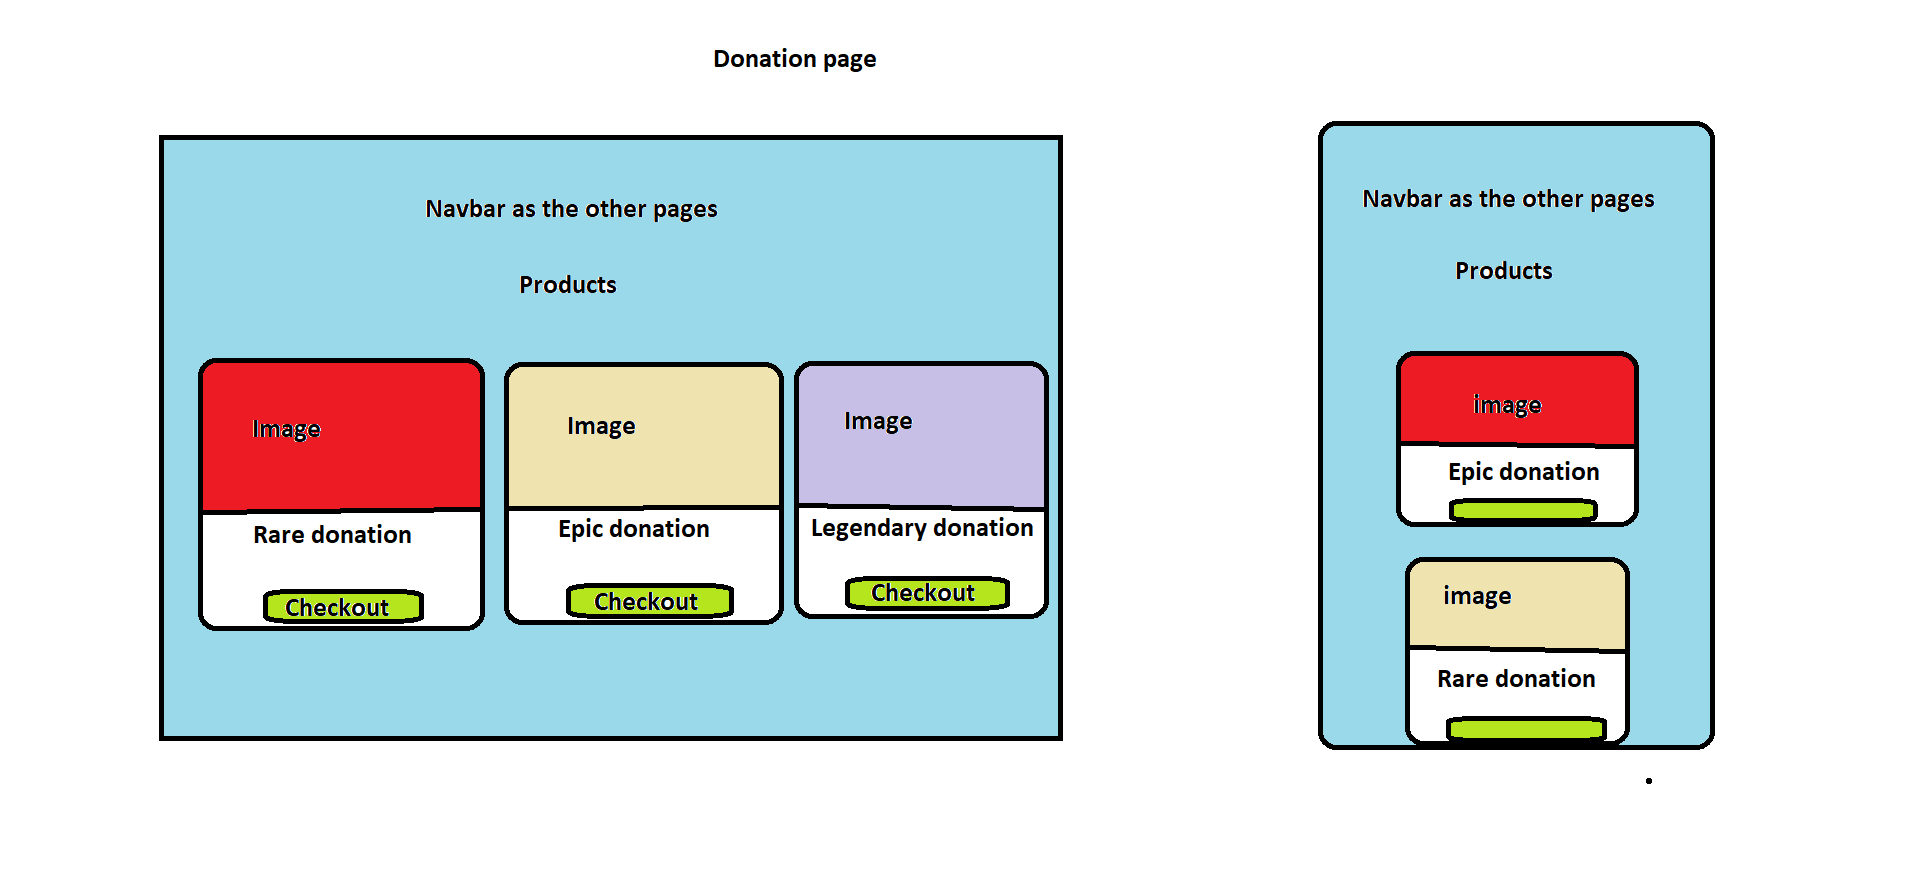 Donation page
Navbar as the other pages
Products
Image
Image
Image
Rare donation
Epic donation
Legendary donation
Checkout
Checkout
Checkout
Navbar as the other pages
Products
image
Epic donation
image
Rare donation